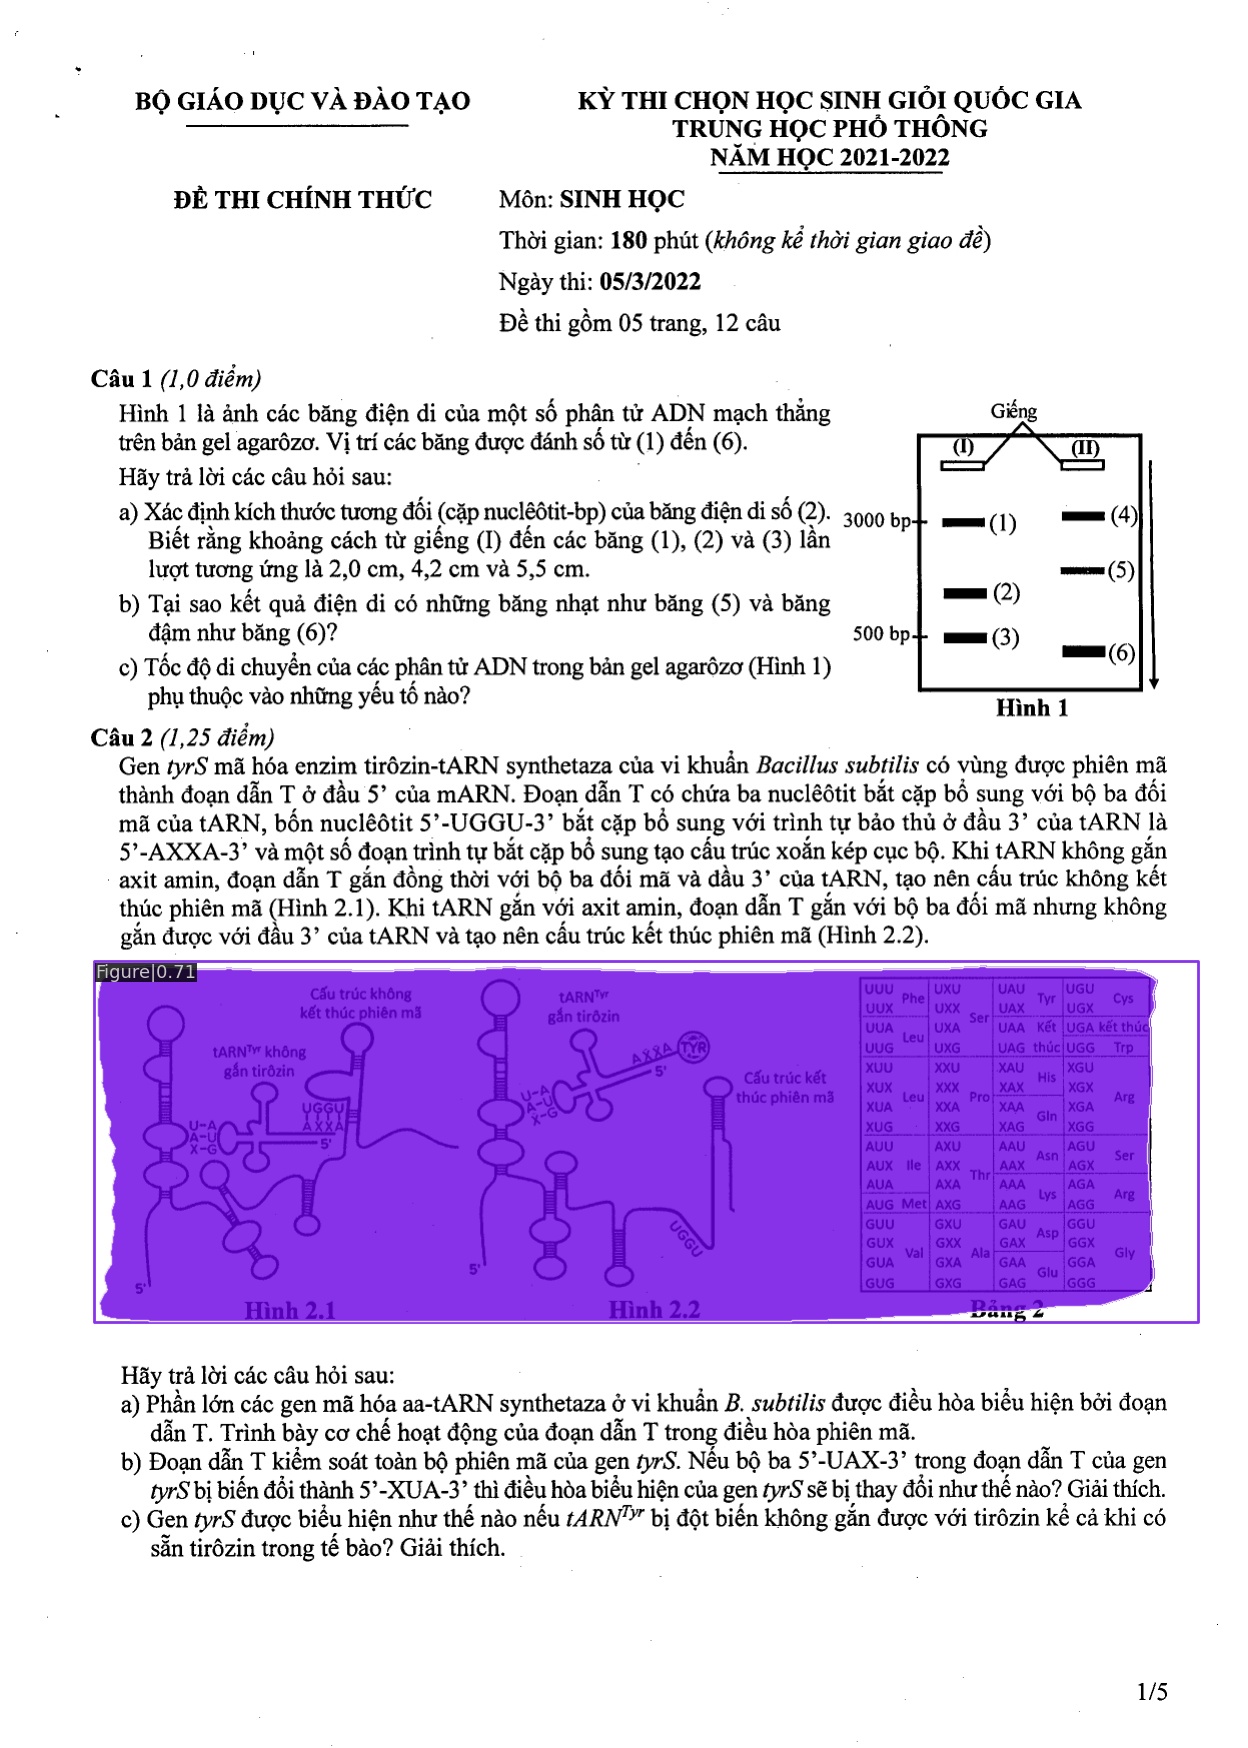 BỘ GIÁO DỤC VÀ ĐÀO TẠO
KỲ THI CHỌN HỌC SINH GIỎI QUỐC GIA
TRUNG HỌC PHỔ THÔNG
NĂM HỌC 2021-2022
ĐỀ THI CHÍNH THỨC
Môn: SINH HỌC
Thời gian: 180 phút (không kể thời gian giao đề)
Ngày thi: 05/3/2022
Đề thi gồm 05 trang, 12 câu
Câu 1 (1,0 điểm)
Hình 1 là ảnh các băng điện di của một số phân tử ADN mạch thẳng
trên bản gel agarôzơ. Vị trí các băng được đánh số từ (1) đến (6).
Hãy trả lời các câu hỏi sau:
a) Xác định kích thước tương đối (cặp nuclêôtit-bp) của băng điện di số (2).
Biết rằng khoảng cách từ giếng (I) đến các băng (1), (2) và (3) lần
lượt tương ứng là 2,0 cm, 4,2 cm và 5,5 cm.
b) Tại sao kết quả điện di có những băng nhạt như băng (5) và băng
đậm như băng (6)?
c) Tốc độ di chuyển của các phân tử ADN trong bản gel agarôzơ (Hình 1)
phụ thuộc vào những yếu tố nào?
Giếng
(I) (II)
3000 bp (1) (4)
(5)
(2)
500 bp (3) (6)
Hình 1
Câu 2 (1,25 điểm)
Gen tyrS mã hóa enzim tirôzin-tARN synthetaza của vi khuẩn Bacillus subtilis có vùng được phiên mã
thành đoạn dẫn T ở đầu 5’ của mARN. Đoạn dẫn T có chứa ba nuclêôtit bắt cặp bổ sung với bộ ba đối
mã của tARN, bốn nuclêôtit 5’-UGGU-3’ bắt cặp bổ sung với trình tự bảo thủ ở đầu 3’ của tARN là
5’-AXXA-3’ và một số đoạn trình tự bắt cặp bổ sung tạo cấu trúc xoắn kép cục bộ. Khi tARN không gắn
axit amin, đoạn dẫn T gắn đồng thời với bộ ba đối mã và đầu 3’ của tARN, tạo nên cấu trúc không kết
thúc phiên mã (Hình 2.1). Khi tARN gắn với axit amin, đoạn dẫn T gắn với bộ ba đối mã nhưng không
gắn được với đầu 3’ của tARN và tạo nên cấu trúc kết thúc phiên mã (Hình 2.2).
Figure|0.71
Cấu trúc không
kết thúc phiên mã
tARNTyr không
gắn tirôzin
UGGU
AXXA
U-A
A-U
X-G
5'
5'
Hình 2.1
tARNTyr
gắn tirôzin
AXXA TYR
5'
U-A
A-U
X-G
Cấu trúc kết
thúc phiên mã
UGGU
5'
Hình 2.2
UUU Phe UXU Ser UAU Tyr UGU Cys
UUX UXX UAX UGX
UUA Leu UXA UAA Kết UGA kết thúc
UUG UXG UAG thúc UGG Trp
XUU Leu XXU Pro XAU His XGU Arg
XUX XXX XAX XGX
XUA XXA XAA Gln XGA
XUG XXG XAG XGG
AUU Ile AXU Thr AAU Asn AGU Ser
AUX AXX AAX AGX
AUA AXA AAA Lys AGA Arg
AUG Met AXG AAG AGG
GUU Val GXU Ala GAU Asp GGU Gly
GUX GXX GAX GGX
GUA GXA GAA Glu GGA
GUG GXG GAG GGG
Bảng 2
Hãy trả lời các câu hỏi sau:
a) Phần lớn các gen mã hóa aa-tARN synthetaza ở vi khuẩn B. subtilis được điều hòa biểu hiện bởi đoạn
dẫn T. Trình bày cơ chế hoạt động của đoạn dẫn T trong điều hòa phiên mã.
b) Đoạn dẫn T kiểm soát toàn bộ phiên mã của gen tyrS. Nếu bộ ba 5’-UAX-3’ trong đoạn dẫn T của gen
tyrS bị biến đổi thành 5’-XUA-3’ thì điều hòa biểu hiện của gen tyrS sẽ bị thay đổi như thế nào? Giải thích.
c) Gen tyrS được biểu hiện như thế nào nếu tARNTyr bị đột biến không gắn được với tirôzin kể cả khi có
sẵn tirôzin trong tế bào? Giải thích.
1/5